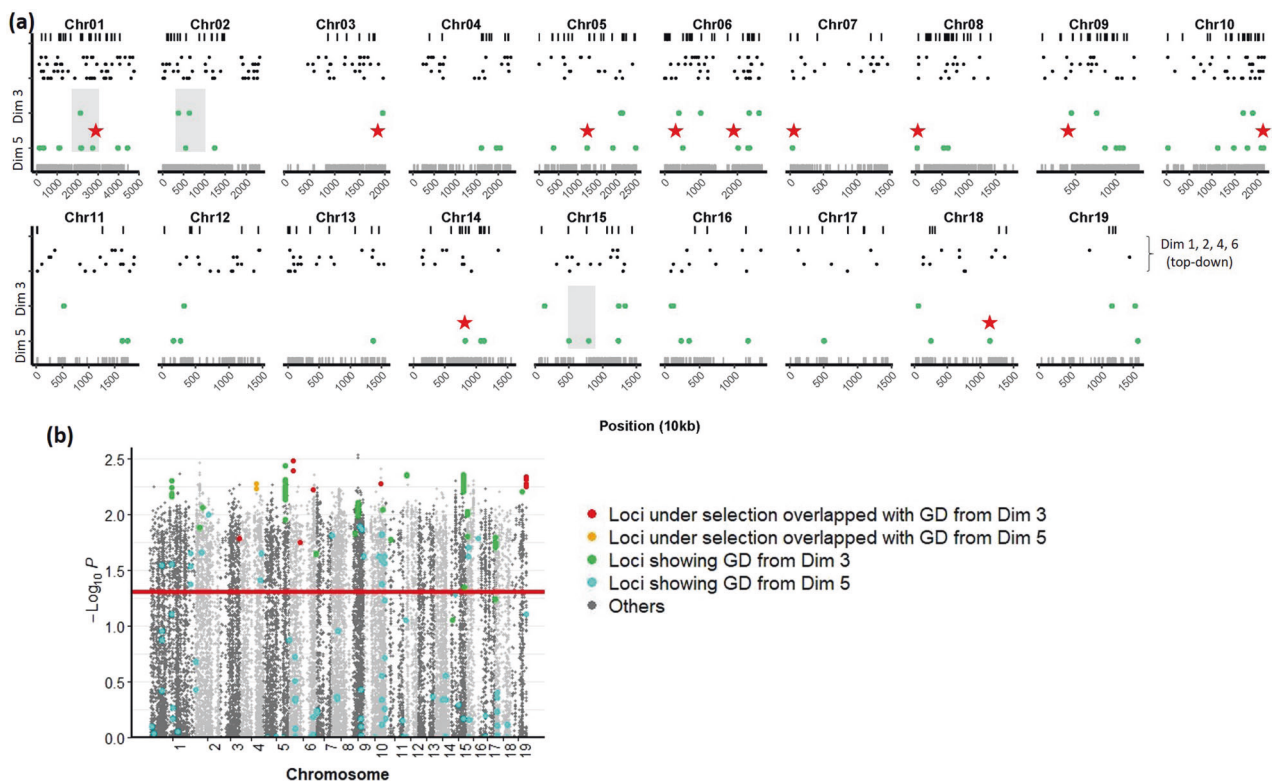 (a)
Chr01 Chr02 Chr03 Chr04 Chr05 Chr06 Chr07 Chr08 Chr09 Chr10
Dim 3
Dim 5
0 1000 2000 3000 4000 5000 0 500 1000 1500 2000 0 500 1000 1500 2000 0 500 1000 1500 2000 0 500 1000 1500 2000 2500 0 1000 2000 0 500 1000 1500 0 500 1000 1500 500 1000 0 500 1000 1500 2000
Chr11 Chr12 Chr13 Chr14 Chr15 Chr16 Chr17 Chr18 Chr19
Dim 1, 2, 4, 6
(top-down)
Dim 3
Dim 5
0 500 1000 1500 0 500 1000 1500 0 500 1000 1500 0 500 1000 1500 0 500 1000 1500 0 500 1000 1500 0 500 1000 1500 0 500 1000 1500 0 500 1000 1500
Position (10kb)
(b)
−Log10 P
2.5
2.0
1.5
1.0
0.5
0.0
1 2 3 4 5 6 7 8 9 10 11 12 13 14 15 16 17 18 19
Chromosome
Loci under selection overlapped with GD from Dim 3
Loci under selection overlapped with GD from Dim 5
Loci showing GD from Dim 3
Loci showing GD from Dim 5
Others